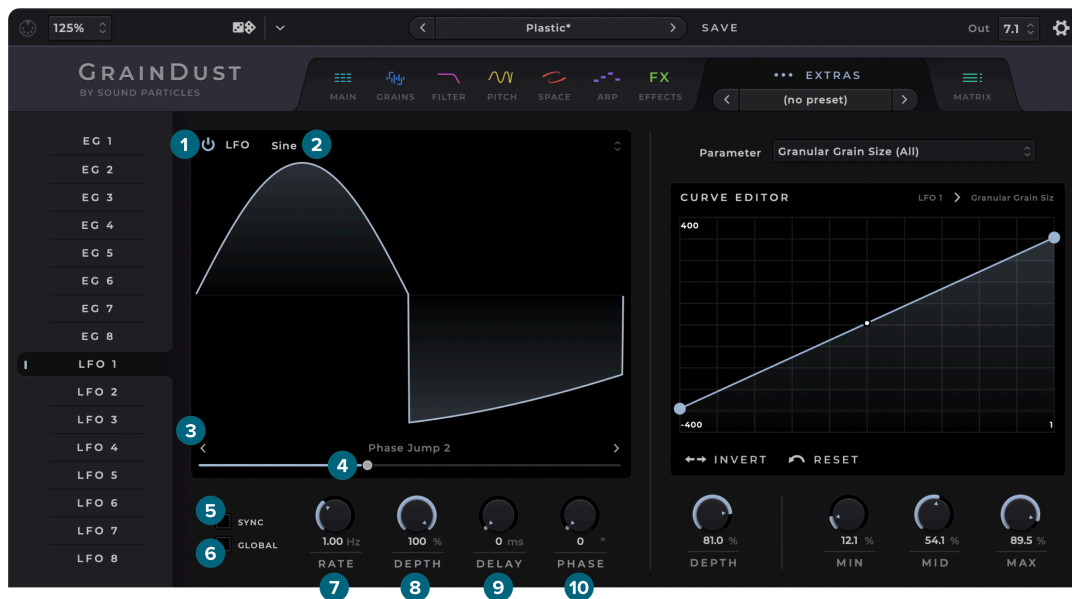 125%
Plastic*
SAVE
Out 7.1
GRAINDUST
BY SOUND PARTICLES
MAIN
GRAINS
FILTER
PITCH
SPACE
ARP
FX
EFFECTS
EXTRAS
(no preset)
MATRIX
EG 1
EG 2
EG 3
EG 4
EG 5
EG 6
EG 7
EG 8
LFO 1
LFO 2
LFO 3
LFO 4
LFO 5
LFO 6
LFO 7
LFO 8
1 LFO Sine 2
3
Phase Jump 2
4
5 SYNC
6 GLOBAL
1.00 Hz
RATE
7
100 %
DEPTH
8
0 ms
DELAY
9
0 °
PHASE
10
Parameter Granular Grain Size (All)
CURVE EDITOR LFO 1 > Granular Grain Siz
400
-400 1
INVERT RESET
81.0 %
DEPTH
12.1 %
MIN
54.1 %
MID
89.5 %
MAX